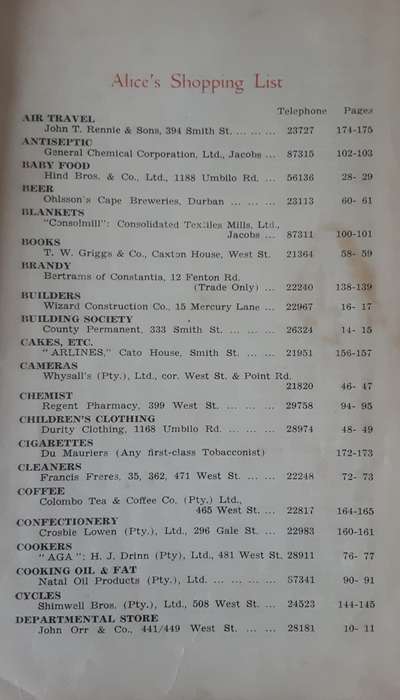 Alice's Shopping List
Telephone Pages
AIR TRAVEL
John T. Rennie & Sons, 394 Smith St. ... ... ... 23727 174-175
ANTISEPTIC
General Chemical Corporation, Ltd., Jacobs ... 87315 102-103
BABY FOOD
Hind Bros. & Co., Ltd., 1188 Umbilo Rd. ... 56136 28- 29
BEER
Ohlsson's Cape Breweries, Durban ... ... ... 23113 60- 61
BLANKETS
"Consolmill": Consolidated Textiles Mills, Ltd.,
Jacobs ... 87311 100-101
BOOKS
T. W. Griggs & Co., Caxton House, West St. 21364 58- 59
BRANDY
Bertrams of Constantia, 12 Fenton Rd.
(Trade Only) ... 22240 138-139
BUILDERS
Wizard Construction Co., 15 Mercury Lane ... 22967 16- 17
BUILDING SOCIETY
County Permanent, 333 Smith St. ... ... ... 26324 14- 15
CAKES, ETC.
"ARLINES," Cato House, Smith St. ... ... 21951 156-157
CAMERAS
Whysall's (Pty.), Ltd., cor. West St. & Point Rd.
21820 46- 47
CHEMIST
Regent Pharmacy, 399 West St. ... ... ... 29758 94- 95
CHILDREN'S CLOTHING
Durity Clothing, 1168 Umbilo Rd. ... ... ... 28974 48- 49
CIGARETTES
Du Mauriers (Any first-class Tobacconist) 172-173
CLEANERS
Francis Freres, 35, 362, 471 West St. ... ... 22248 72- 73
COFFEE
Colombo Tea & Coffee Co. (Pty.) Ltd.,
465 West St. ... 22817 164-165
CONFECTIONERY
Crosbie Lowen (Pty.), Ltd., 296 Gale St. ... 22983 160-161
COOKERS
"AGA": H. J. Drinn (Pty), Ltd., 481 West St. 28911 76- 77
COOKING OIL & FAT
Natal Oil Products (Pty.), Ltd. ... ... ... ... 87341 90- 91
CYCLES
Shimwell Bros. (Pty.), Ltd., 508 West St. ... 24523 144-145
DEPARTMENTAL STORE
John Orr & Co., 441/449 West St. ... ... 28181 10- 11